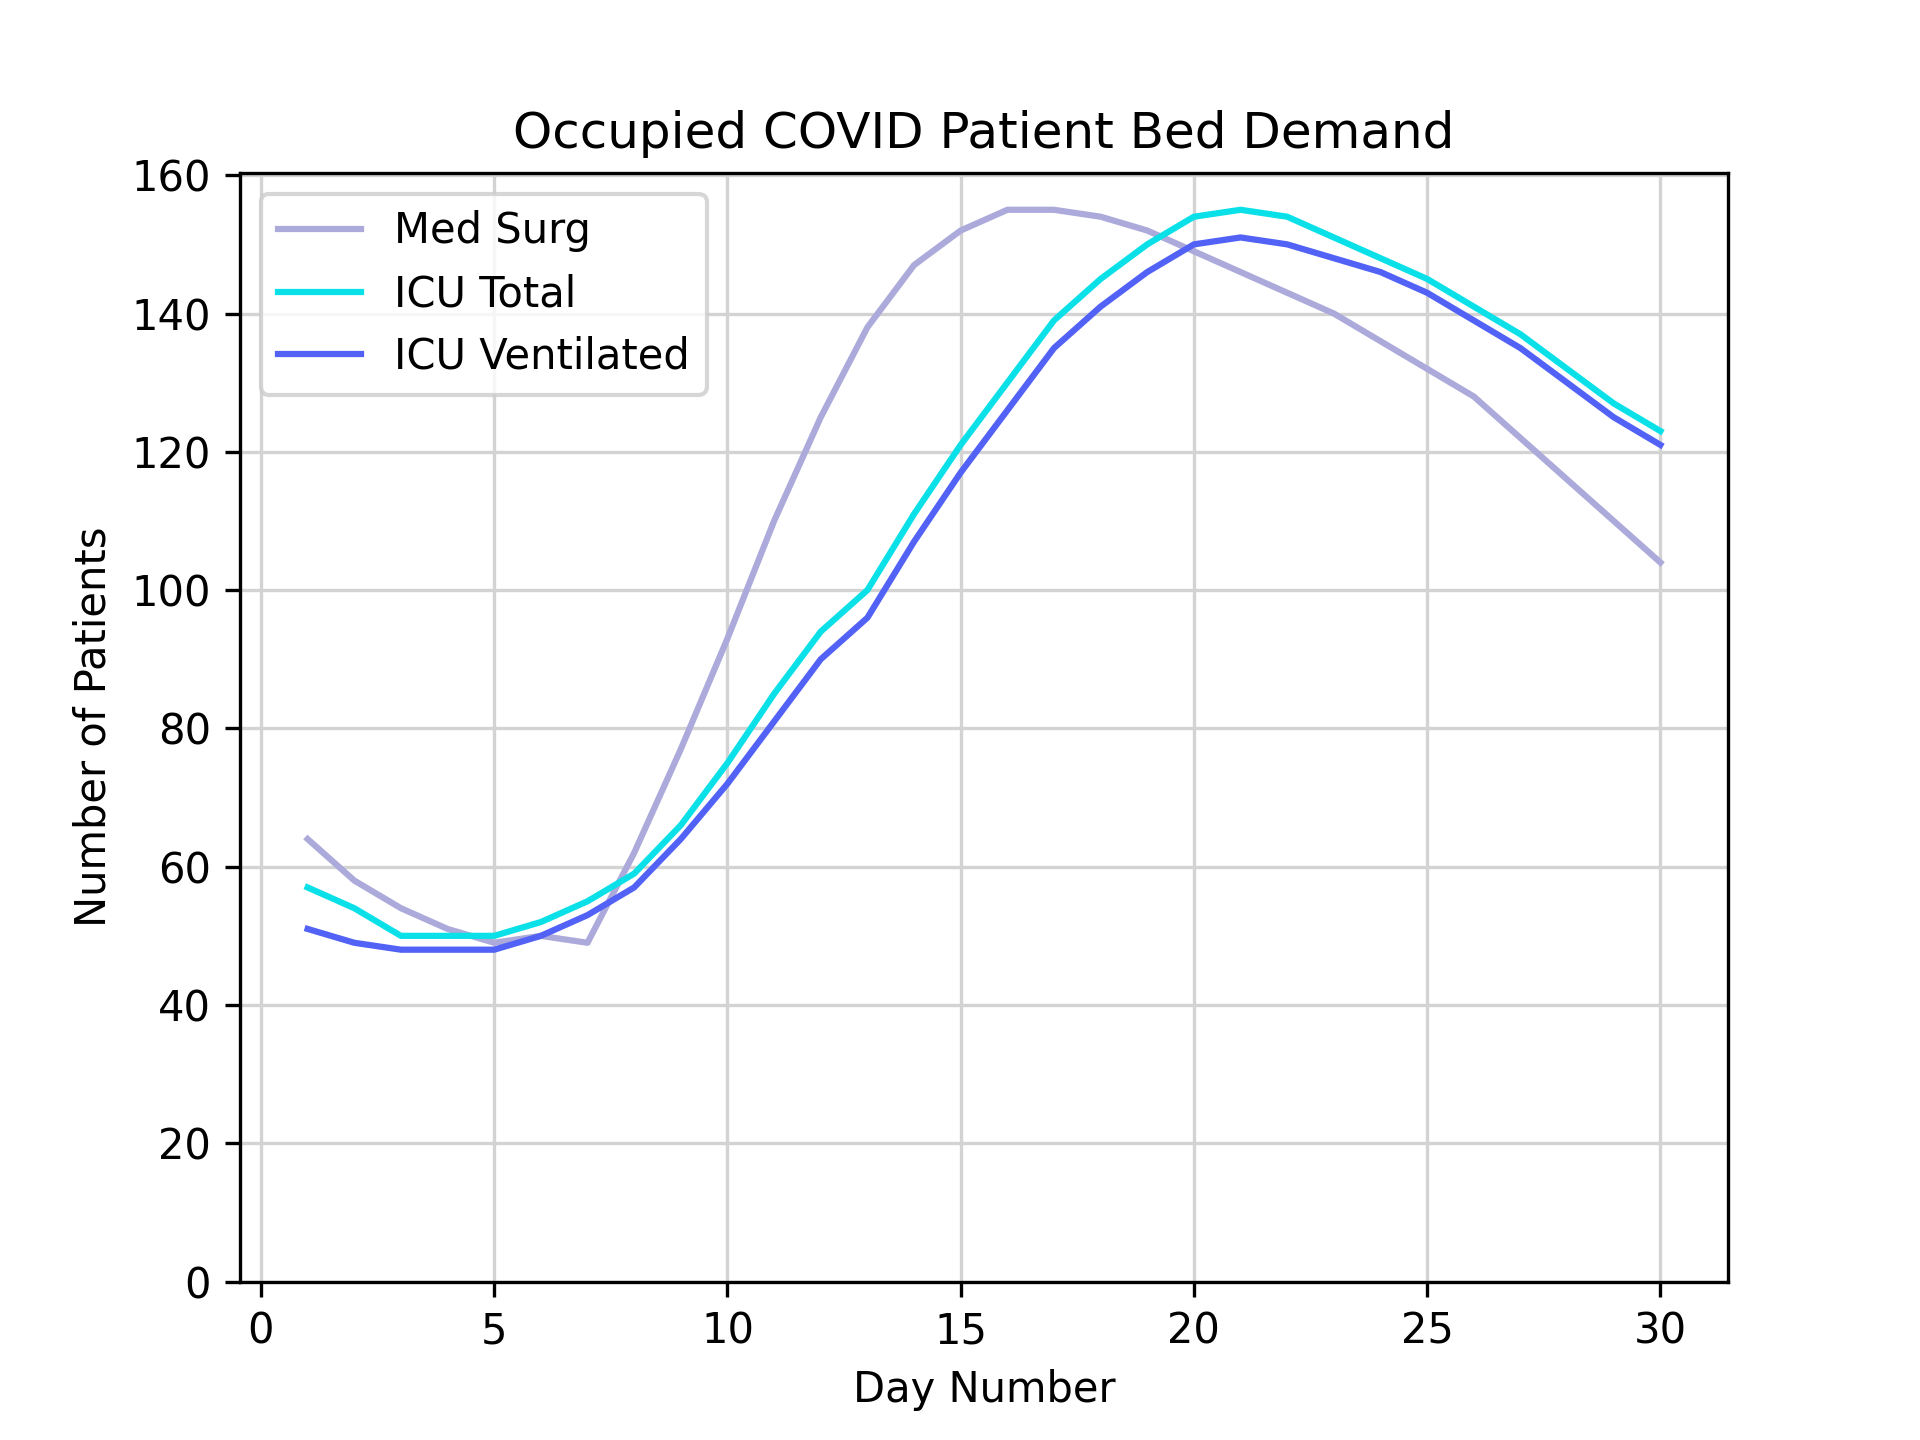 Occupied COVID Patient Bed Demand
160
140
120
100
80
60
40
20
0
Number of Patients
Med Surg
ICU Total
ICU Ventilated
0 5 10 15 20 25 30
Day Number